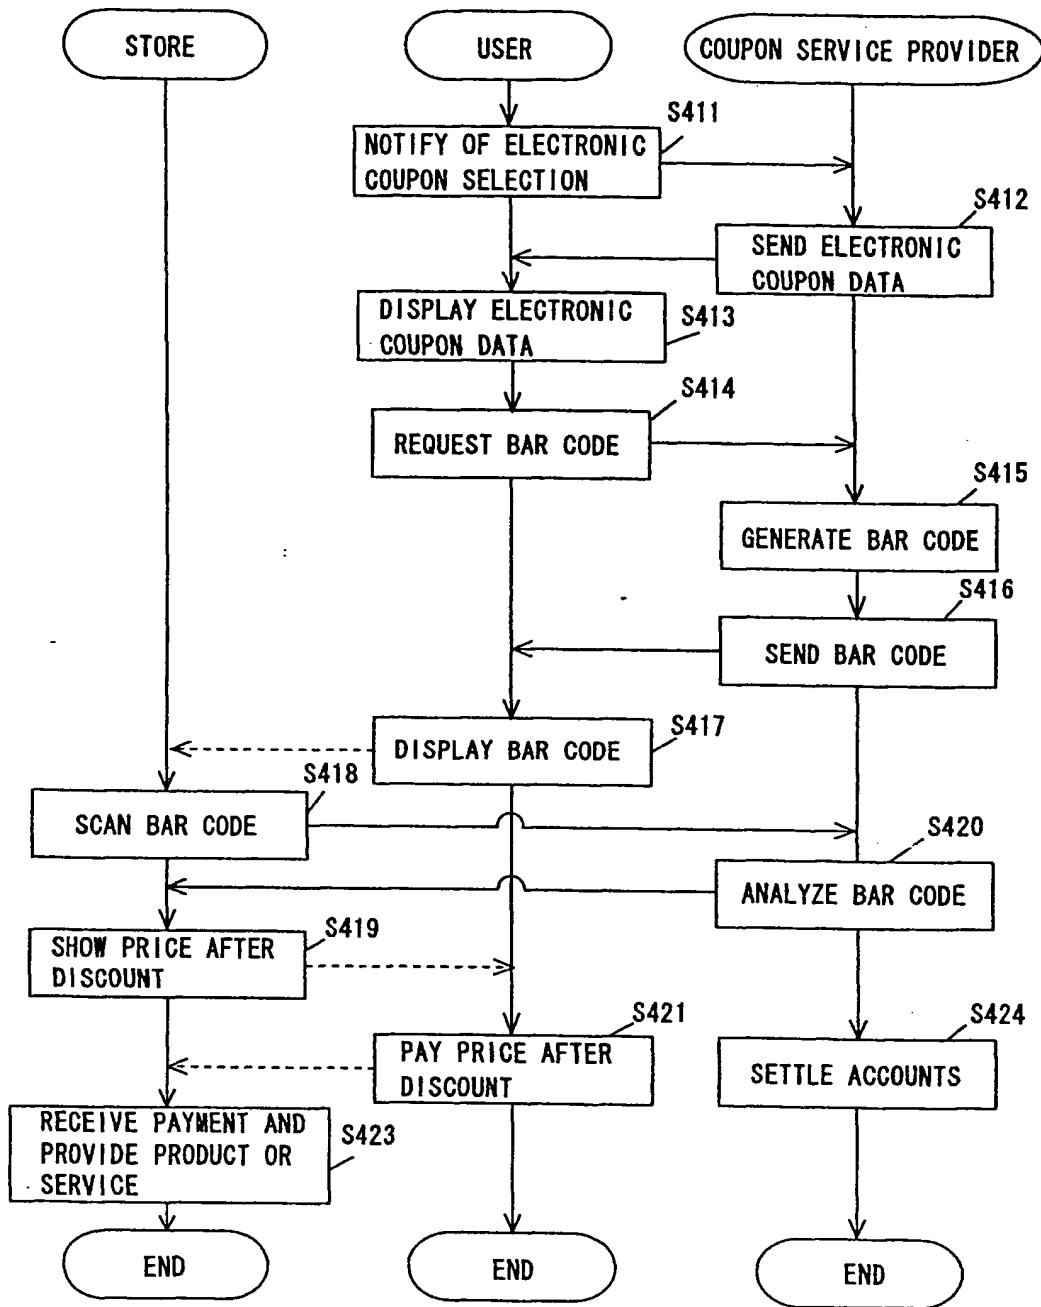 STORE
USER
COUPON SERVICE PROVIDER
S411
NOTIFY OF ELECTRONIC
COUPON SELECTION
S412
SEND ELECTRONIC
COUPON DATA
DISPLAY ELECTRONIC
COUPON DATA
S413
S414
REQUEST BAR CODE
S415
GENERATE BAR CODE
S416
SEND BAR CODE
DISPLAY BAR CODE
S417
S418
SCAN BAR CODE
S420
ANALYZE BAR CODE
S419
SHOW PRICE AFTER
DISCOUNT
S421
PAY PRICE AFTER
DISCOUNT
S424
SETTLE ACCOUNTS
RECEIVE PAYMENT AND
PROVIDE PRODUCT OR
SERVICE
S423
END
END
END